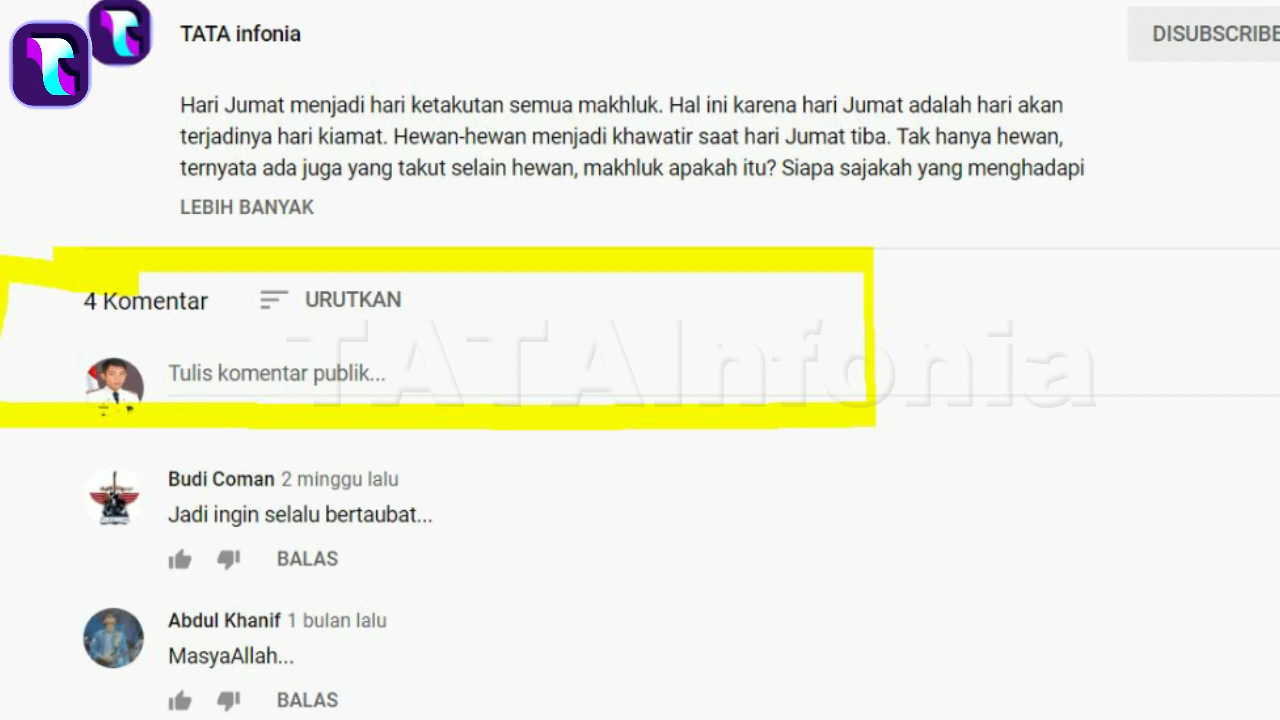 TATA infonia
DISUBSCRIBE
Hari Jumat menjadi hari ketakutan semua makhluk. Hal ini karena hari Jumat adalah hari akan
terjadinya hari kiamat. Hewan-hewan menjadi khawatir saat hari Jumat tiba. Tak hanya hewan,
ternyata ada juga yang takut selain hewan, makhluk apakah itu? Siapa sajakah yang menghadapi
LEBIH BANYAK
4 Komentar URUTKAN
TATA Infonia
Tulis komentar publik...
Budi Coman 2 minggu lalu
Jadi ingin selalu bertaubat...
BALAS
Abdul Khanif 1 bulan lalu
MasyaAllah...
BALAS